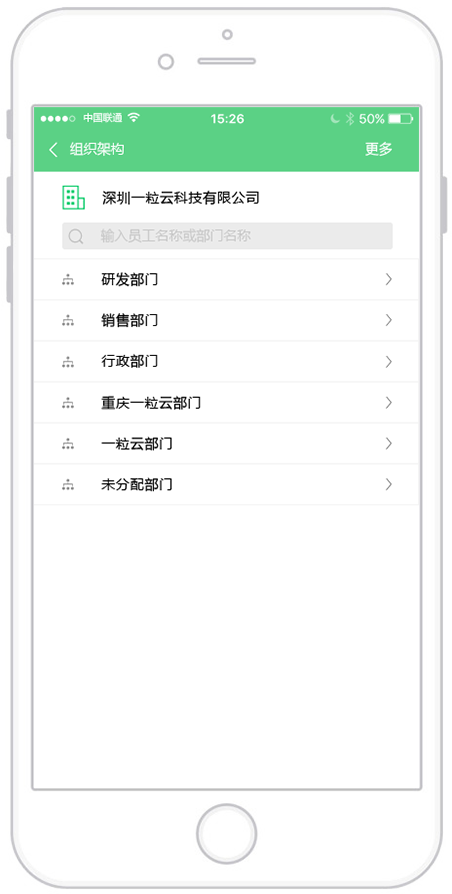 中国联通 15:26 50%
组织架构 更多
深圳一粒云科技有限公司
输入员工名称或部门名称
研发部门
销售部门
行政部门
重庆一粒云部门
一粒云部门
未分配部门